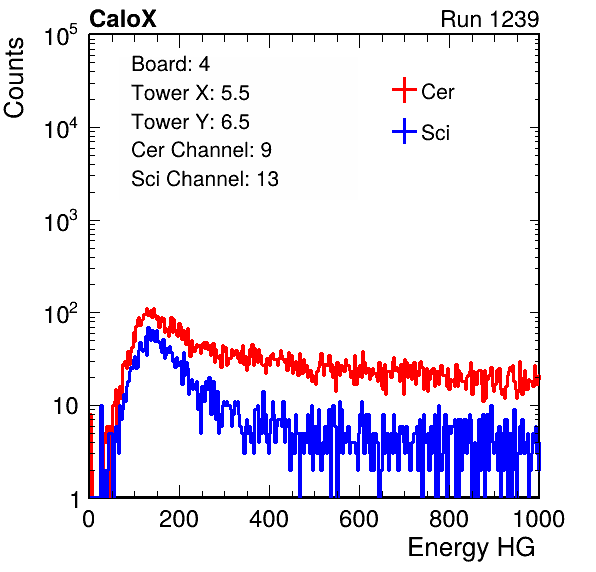 CaloX Run 1239
Counts
10^5
10^4
10^3
10^2
10
1
Board: 4
Tower X: 5.5
Tower Y: 6.5
Cer Channel: 9
Sci Channel: 13
Cer
Sci
0 200 400 600 800 1000
Energy HG